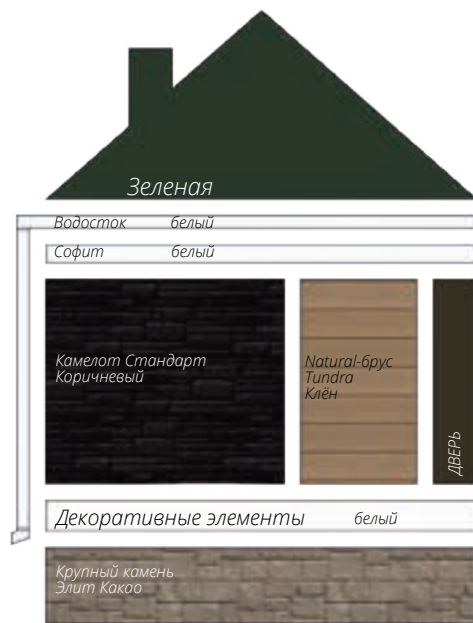 Зеленая
Водосток белый
Софит белый
Камелот Стандарт
Коричневый
Natural-брус
Tundra
Клён
ДВЕРЬ
Декоративные элементы белый
Крупный камень
Элит Какао